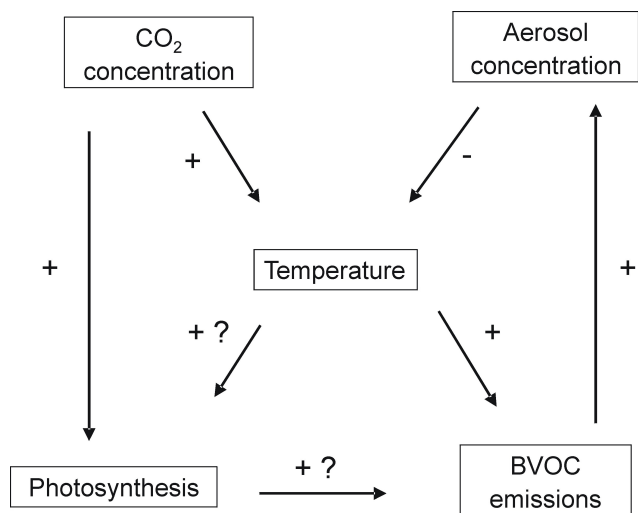 CO₂
concentration
Aerosol
concentration
+
-
+
Temperature
+
+ ?
+
+ ?
Photosynthesis
BVOC
emissions